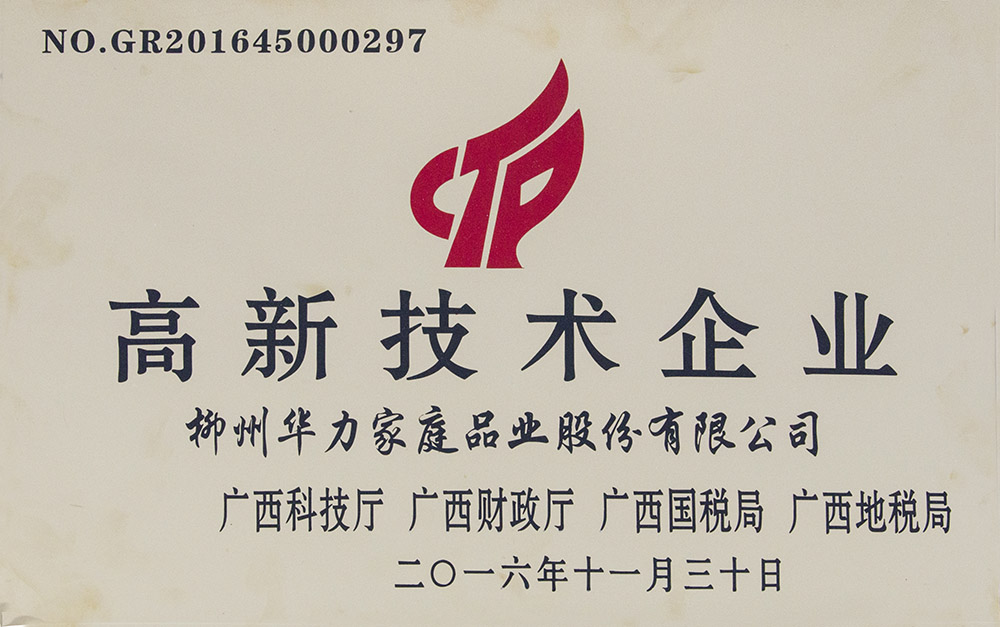 NO.GR201645000297
CTP
高新技术企业
柳州华力家庭品业股份有限公司
广西科技厅 广西财政厅 广西国税局 广西地税局
二〇一六年十一月三十日